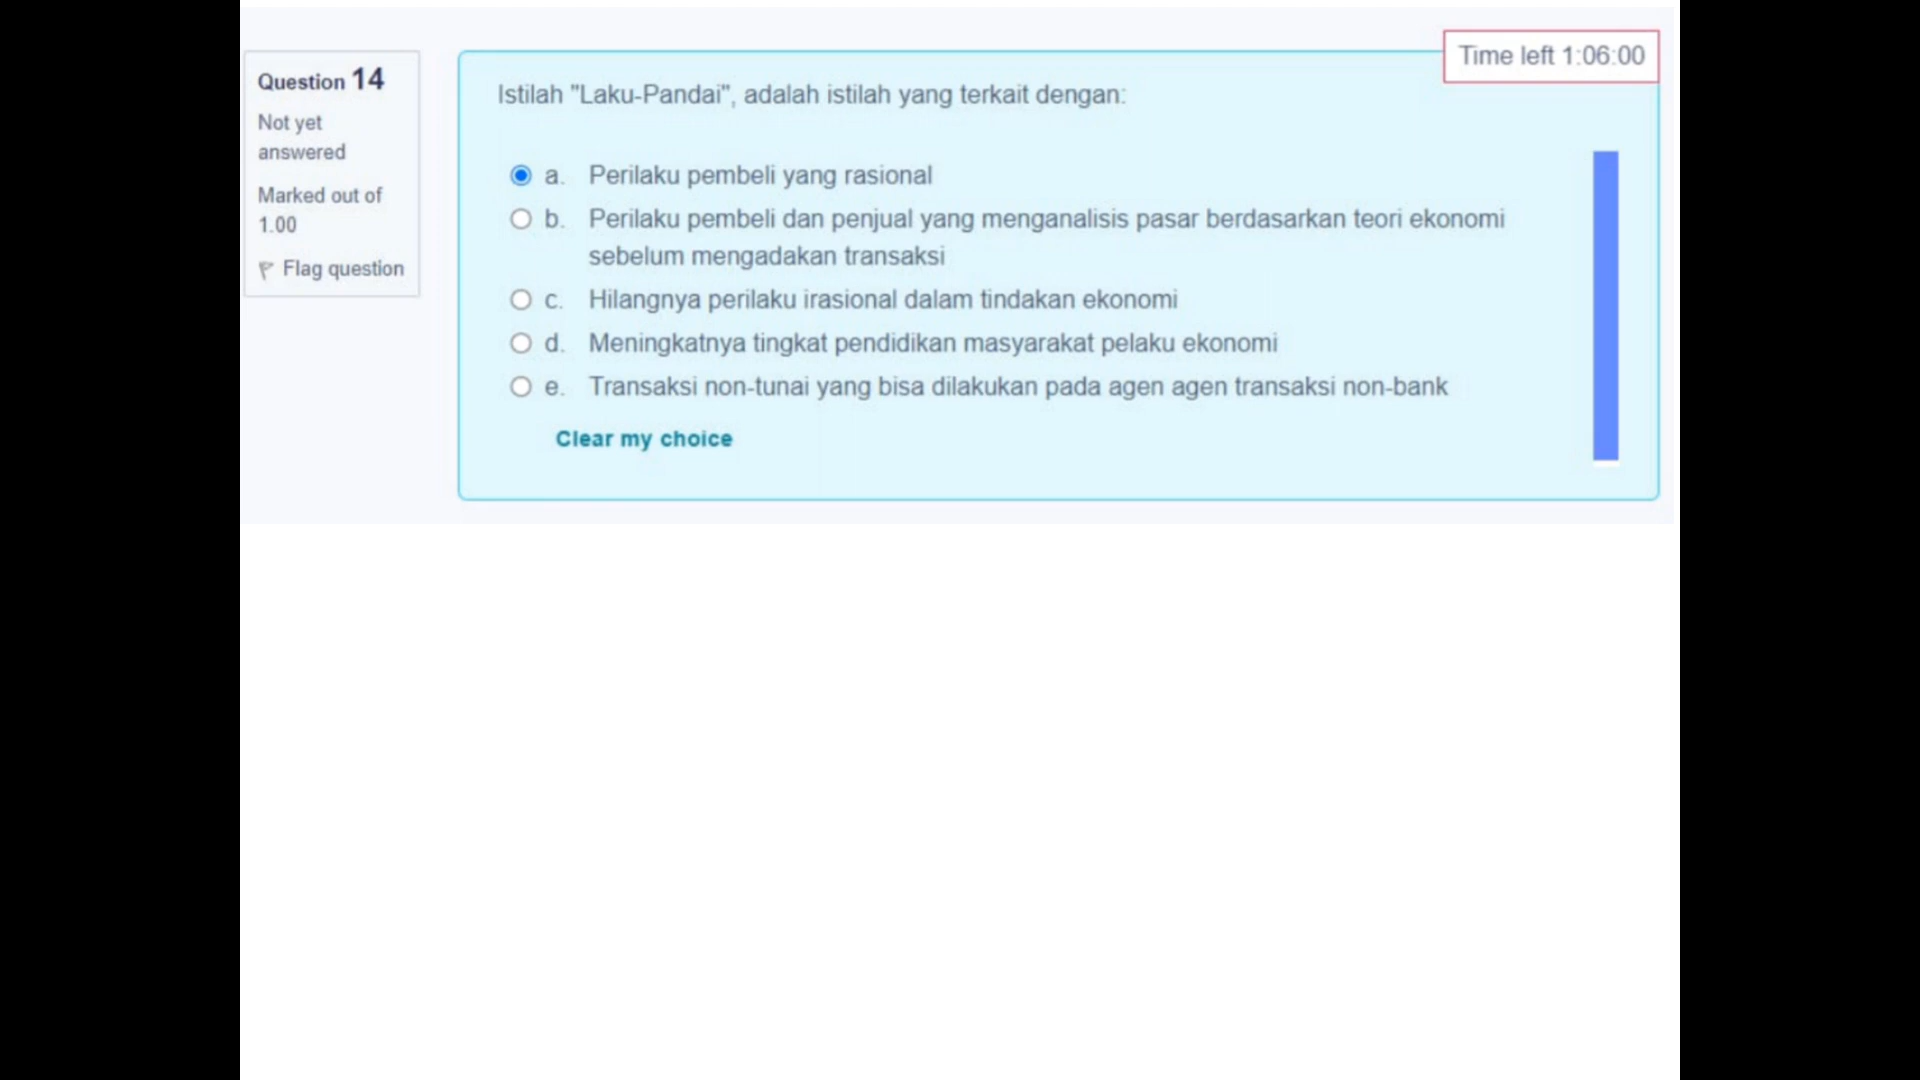 Time left 1:06:00
Question 14
Not yet
answered
Marked out of
1.00
Flag question
Istilah "Laku-Pandai", adalah istilah yang terkait dengan:
a. Perilaku pembeli yang rasional
b. Perilaku pembeli dan penjual yang menganalisis pasar berdasarkan teori ekonomi
sebelum mengadakan transaksi
c. Hilangnya perilaku irasional dalam tindakan ekonomi
d. Meningkatnya tingkat pendidikan masyarakat pelaku ekonomi
e. Transaksi non-tunai yang bisa dilakukan pada agen agen transaksi non-bank
Clear my choice